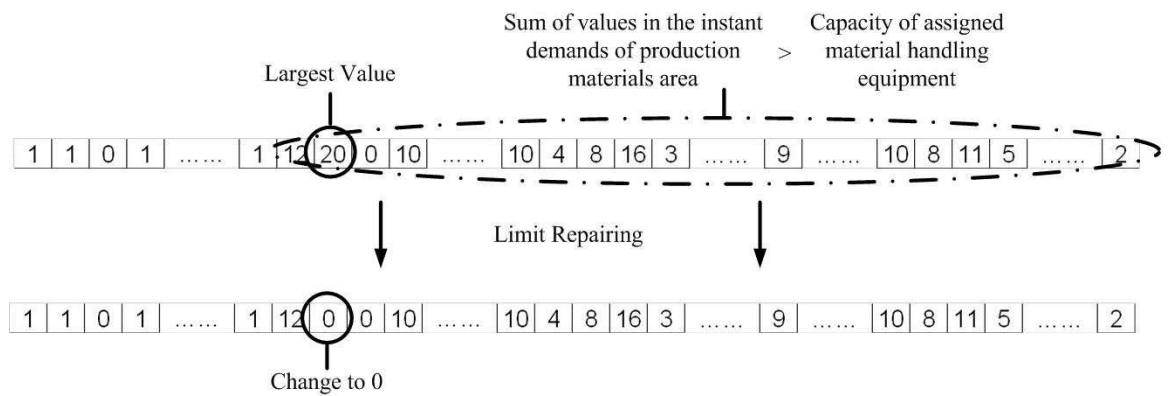 Sum of values in the instant
demands of production
materials area
>
Capacity of assigned
material handling
equipment
Largest Value
1 1 0 1 …… 1 12 20 0 10 …… 10 4 8 16 3 …… 9 …… 10 8 11 5 …… 2
Limit Repairing
1 1 0 1 …… 1 12 0 0 10 …… 10 4 8 16 3 …… 9 …… 10 8 11 5 …… 2
Change to 0